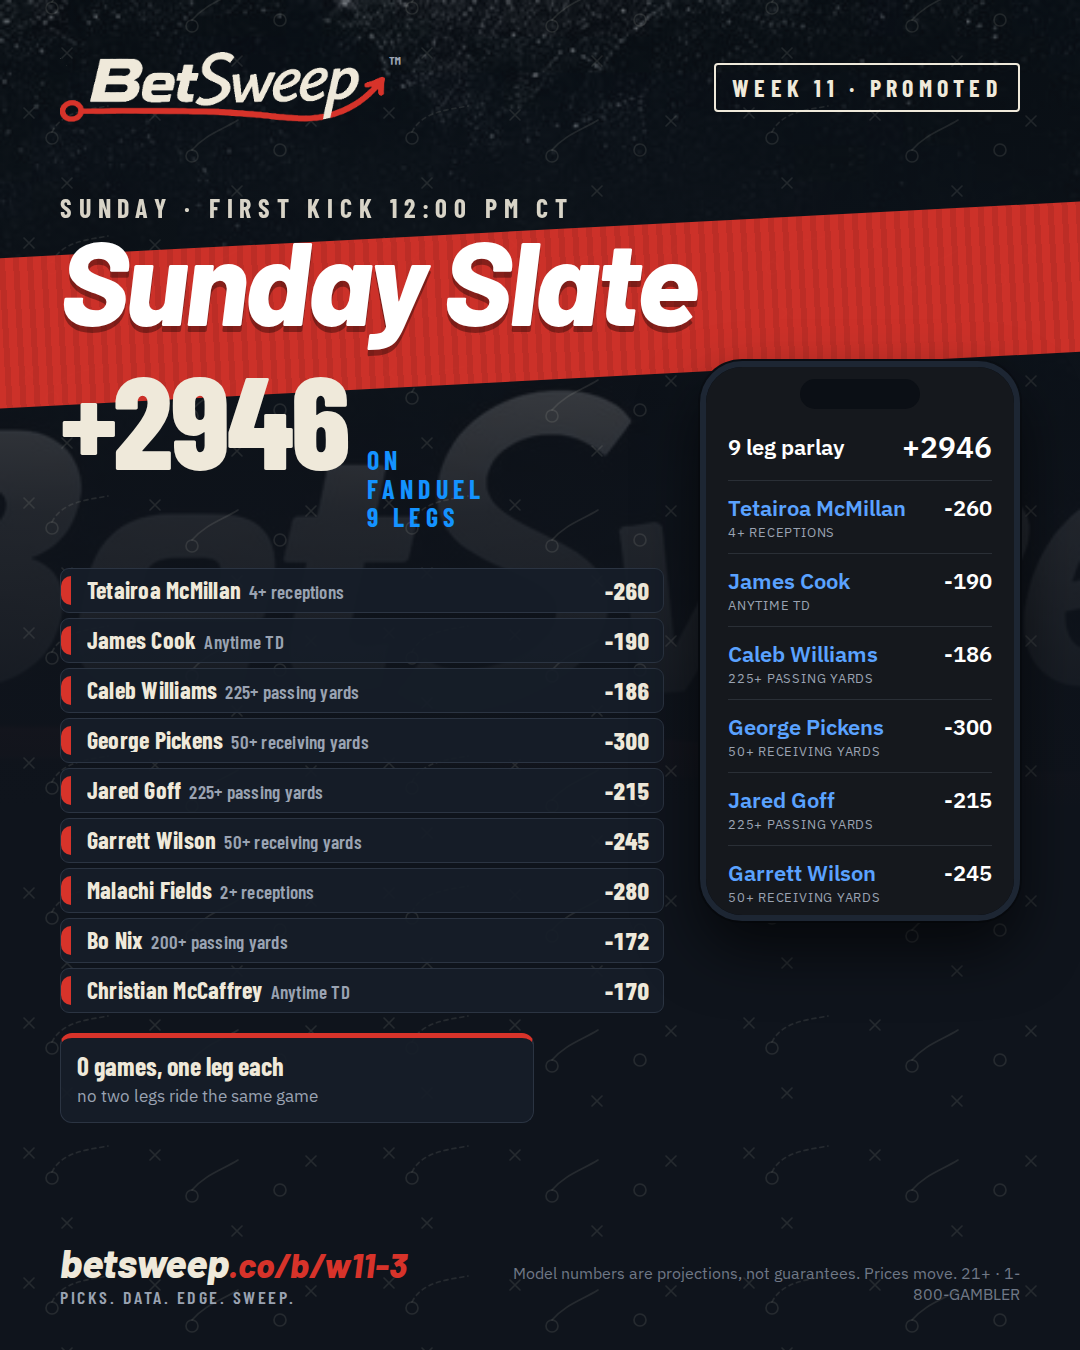 BetSweep™
WEEK 11 · PROMOTED
SUNDAY · FIRST KICK 12:00 PM CT
Sunday Slate
+2946
ON
FANDUEL
9 LEGS
Tetairoa McMillan 4+ receptions -260
James Cook Anytime TD -190
Caleb Williams 225+ passing yards -186
George Pickens 50+ receiving yards -300
Jared Goff 225+ passing yards -215
Garrett Wilson 50+ receiving yards -245
Malachi Fields 2+ receptions -280
Bo Nix 200+ passing yards -172
Christian McCaffrey Anytime TD -170
0 games, one leg each
no two legs ride the same game
9 leg parlay +2946
Tetairoa McMillan -260
4+ RECEPTIONS
James Cook -190
ANYTIME TD
Caleb Williams -186
225+ PASSING YARDS
George Pickens -300
50+ RECEIVING YARDS
Jared Goff -215
225+ PASSING YARDS
Garrett Wilson -245
50+ RECEIVING YARDS
betsweep.co/b/w11-3
PICKS. DATA. EDGE. SWEEP.
Model numbers are projections, not guarantees. Prices move. 21+ · 1-
800-GAMBLER